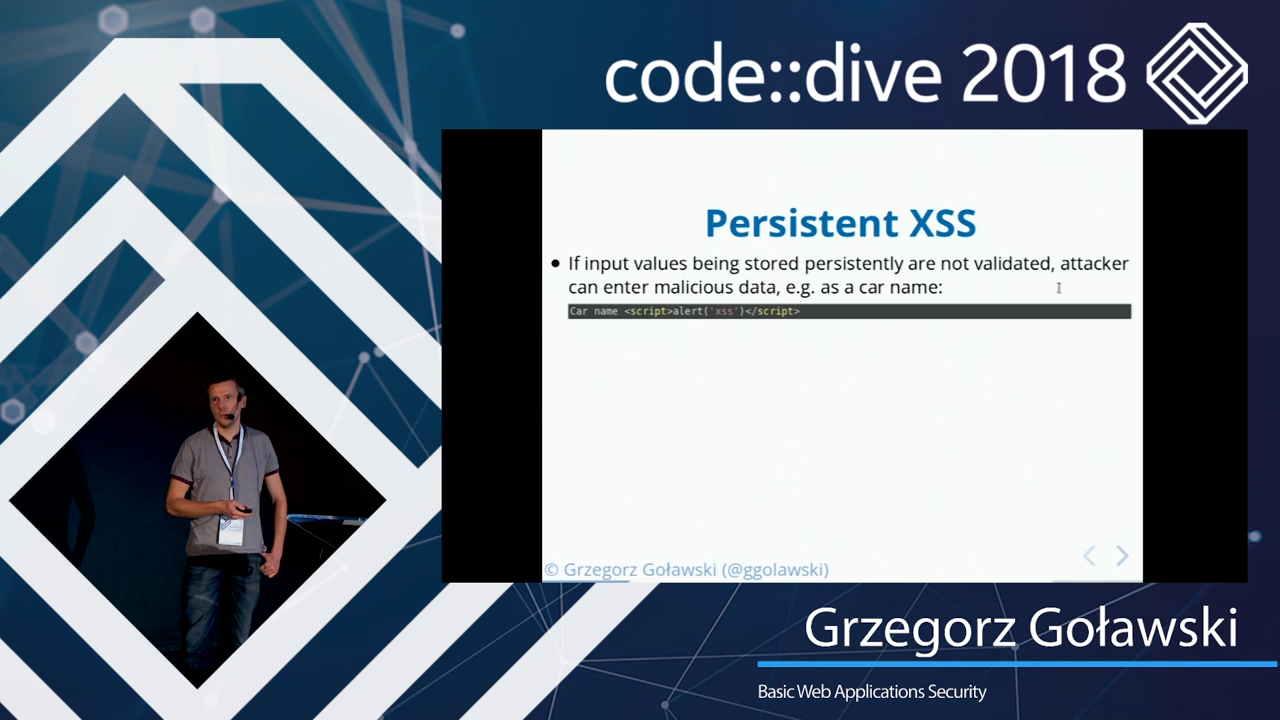 code::dive 2018
Persistent XSS
• If input values being stored persistently are not validated, attacker
can enter malicious data, e.g. as a car name:
Car name <script>alert('xss')</script>
© Grzegorz Goławski (@ggolawski)
Grzegorz Goławski
Basic Web Applications Security